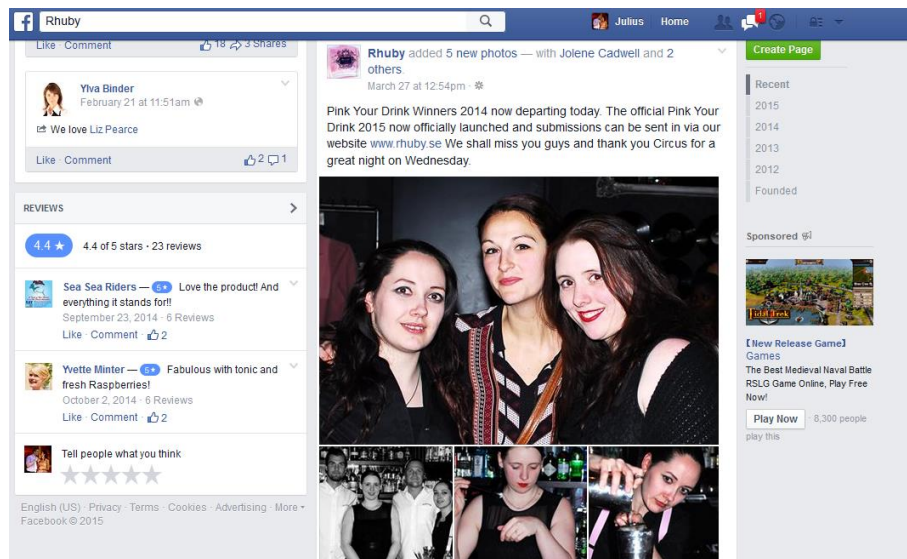 Rhuby
Julius Home
1
Like · Comment 18 3 Shares
Ylva Binder
February 21 at 11:51am
We love Liz Pearce
Like · Comment 2 1
REVIEWS
4.4 ★ 4.4 of 5 stars · 23 reviews
Sea Sea Riders — 5★ Love the product! And
everything it stands for!!
September 23, 2014 · 6 Reviews
Like · Comment · 2
Yvette Minter — 5★ Fabulous with tonic and
fresh Raspberries!
October 2, 2014 · 6 Reviews
Like · Comment · 2
Tell people what you think
English (US) · Privacy · Terms · Cookies · Advertising · More
Facebook © 2015
Rhuby added 5 new photos — with Jolene Cadwell and 2
others.
March 27 at 12:54pm ·
Pink Your Drink Winners 2014 now departing today. The official Pink Your
Drink 2015 now officially launched and submissions can be sent in via our
website www.rhuby.se We shall miss you guys and thank you Circus for a
great night on Wednesday.
Create Page
Recent
2015
2014
2013
2012
Founded
Sponsored
Tidal Trek
【New Release Game】
Games
The Best Medieval Naval Battle
RSLG Game Online, Play Free
Now!
Play Now · 8,300 people
play this